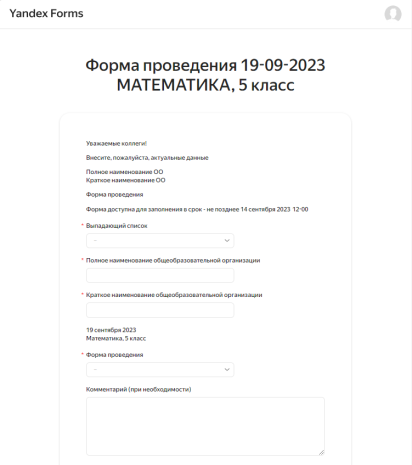 Yandex Forms
Форма проведения 19-09-2023
МАТЕМАТИКА, 5 класс
Уважаемые коллеги!
Внесите, пожалуйста, актуальные данные
Полное наименование ОО
Краткое наименование ОО
Форма проведения
Форма доступна для заполнения в срок - не позднее 14 сентября 2023 12-00
* Выпадающий список
–
* Полное наименование общеобразовательной организации
* Краткое наименование общеобразовательной организации
19 сентября 2023
Математика, 5 класс
* Форма проведения
–
Комментарий (при необходимости)